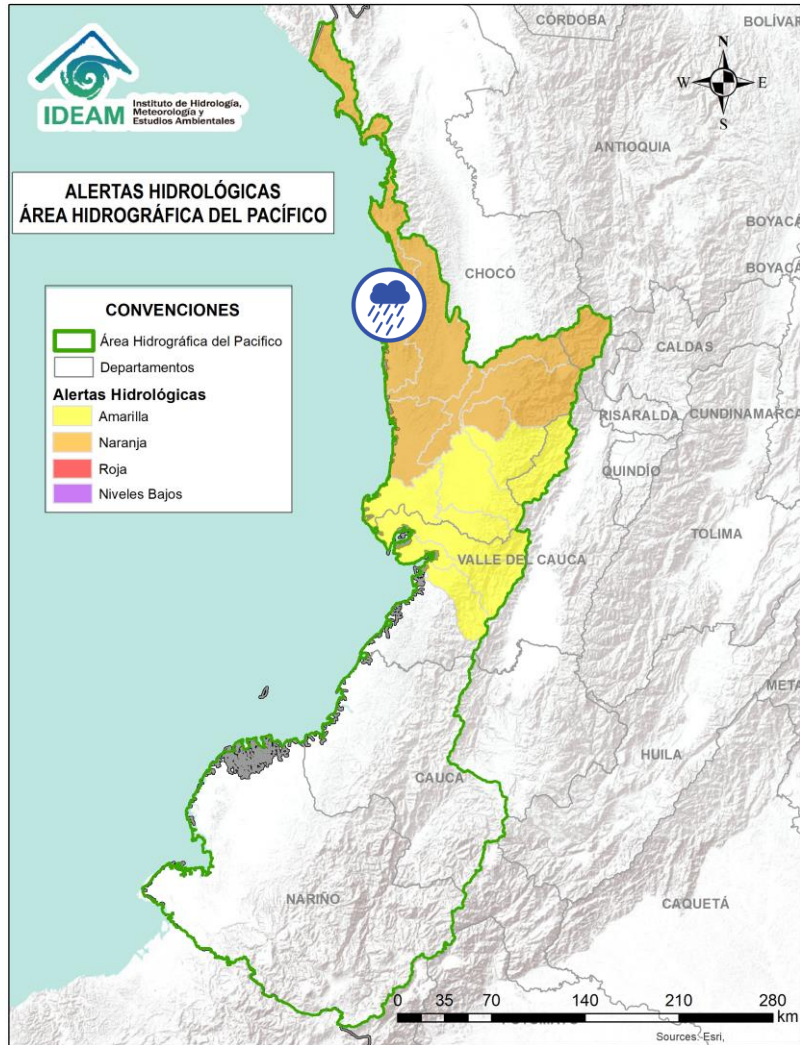 CÓRDOBA
BOLÍVAR
N
W
E
S
IDEAM
Instituto de Hidrología,
Meteorología y
Estudios Ambientales
ANTIOQUIA
ALERTAS HIDROLÓGICAS
ÁREA HIDROGRÁFICA DEL PACÍFICO
BOYACÁ
BOYACÁ
CHOCÓ
CONVENCIONES
Área Hidrográfica del Pacifico
Departamentos
Alertas Hidrológicas
Amarilla
Naranja
Roja
Niveles Bajos
CALDAS
RISARALDA
CUNDINAMARCA
QUINDÍO
TOLIMA
VALLE DEL CAUCA
META
HUILA
CAUCA
NARIÑO
CAQUETÁ
0 35 70 140 210 280
km
Sources: Esri,